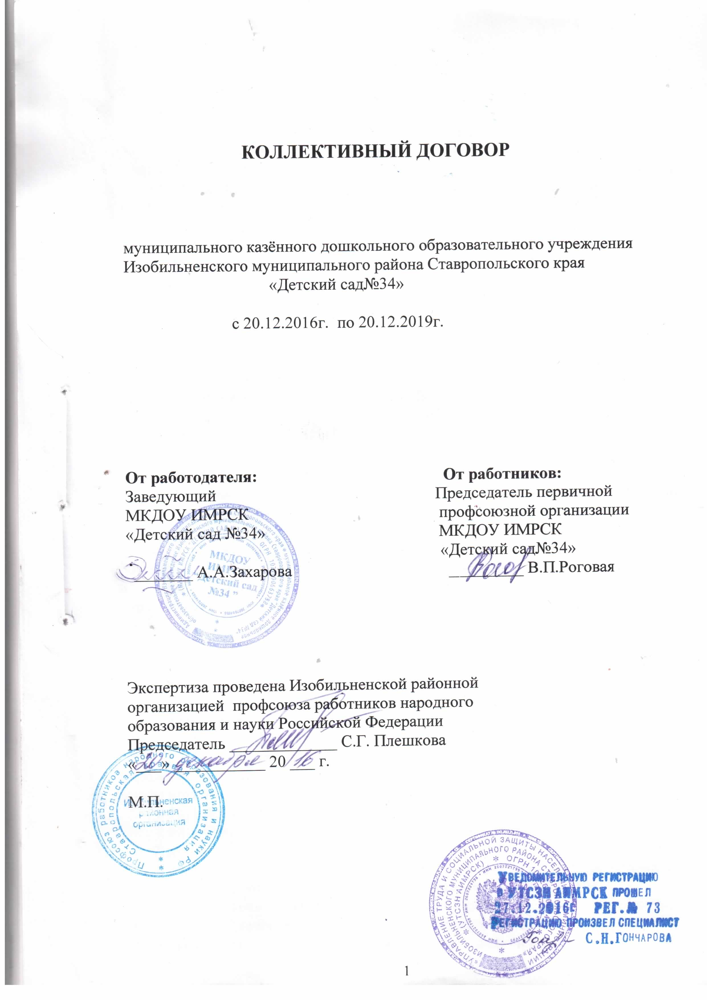 КОЛЛЕКТИВНЫЙ ДОГОВОР
муниципального казённого дошкольного образовательного учреждения
Изобильненского муниципального района Ставропольского края
«Детский сад№34»
с 20.12.2016г.  по 20.12.2019г.
От работодателя:
Заведующий
МКДОУ ИМРСК
«Детский сад №34»
________ А.А.Захарова
МКДОУ
ИМРСК
“Детский сад
№34 ”
От работников:
Председатель первичной
профсоюзной организации
МКДОУ ИМРСК
«Детский сад№34»
__________ В.П.Роговая
Экспертиза проведена Изобильненской районной
организацией  профсоюза работников народного
образования и науки Российской Федерации
Председатель _____________ С.Г. Плешкова
«20» декабря 2016 г.
М.П.
Профсоюз работников народного образования и науки РФ
Ставропольская краевая организация
Изобильненская
районная
организация
Уведомительную регистрацию
в УТСЗН АИМРСК прошел
27.12.2016г РЕГ.№ 73
Регистрацию произвел специалист
С.Н.Гончарова
1